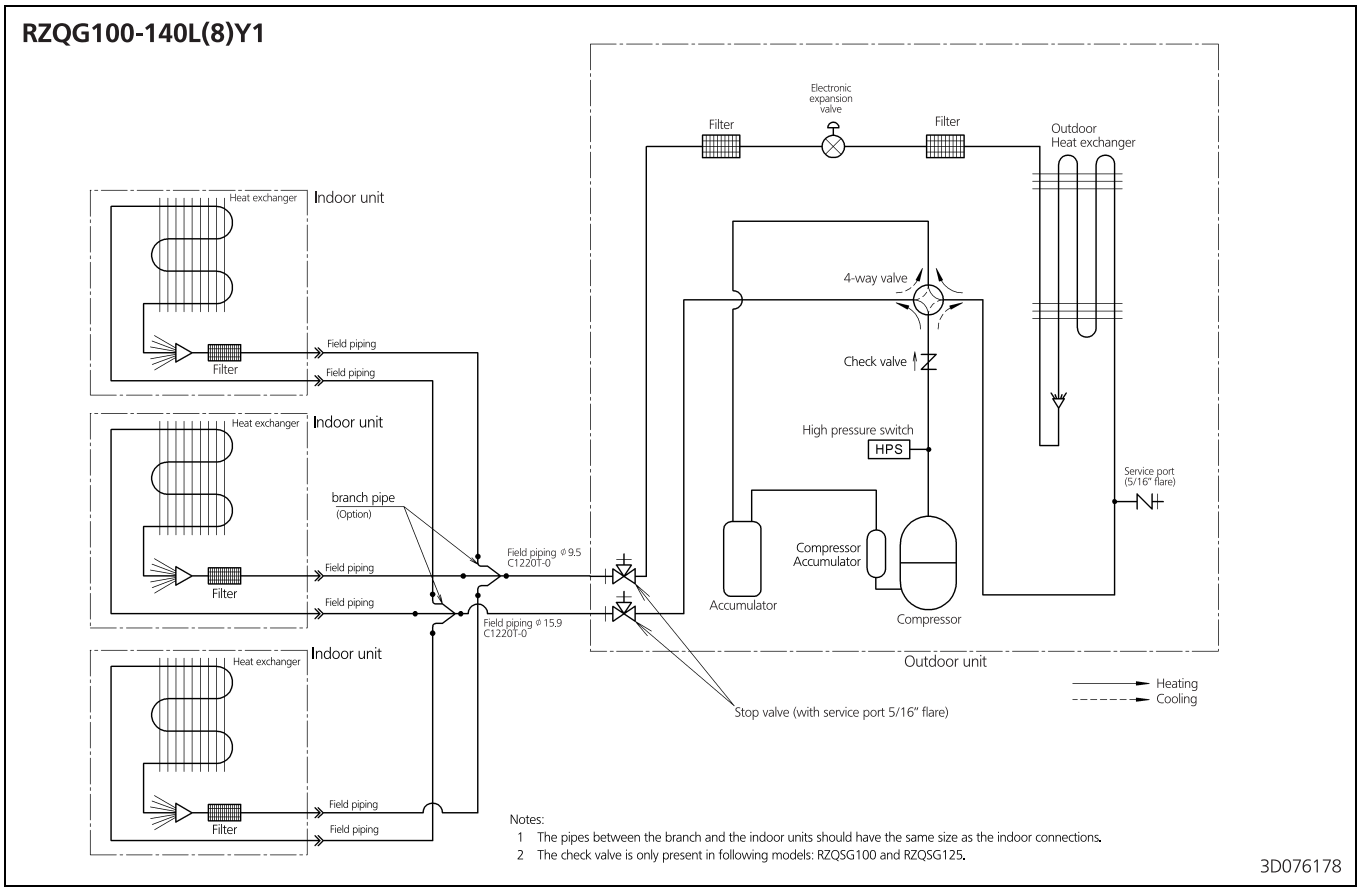 RZQG100-140L(8)Y1
Electronic
expansion
valve
Filter
Filter
Outdoor
Heat exchanger
Heat exchanger
Indoor unit
4-way valve
Field piping
Filter
Field piping
Check valve
Heat exchanger
Indoor unit
High pressure switch
HPS
Service port
(5/16" flare)
branch pipe
(Option)
Field piping ϕ 9.5
C1220T-0
Compressor
Accumulator
Field piping
Filter
Field piping
Accumulator
Compressor
Field piping ϕ 15.9
C1220T-0
Heat exchanger
Indoor unit
Outdoor unit
Heating
Cooling
Stop valve (with service port 5/16" flare)
Field piping
Filter
Field piping
Notes:
1 The pipes between the branch and the indoor units should have the same size as the indoor connections.
2 The check valve is only present in following models: RZQSG100 and RZQSG125.
3D076178